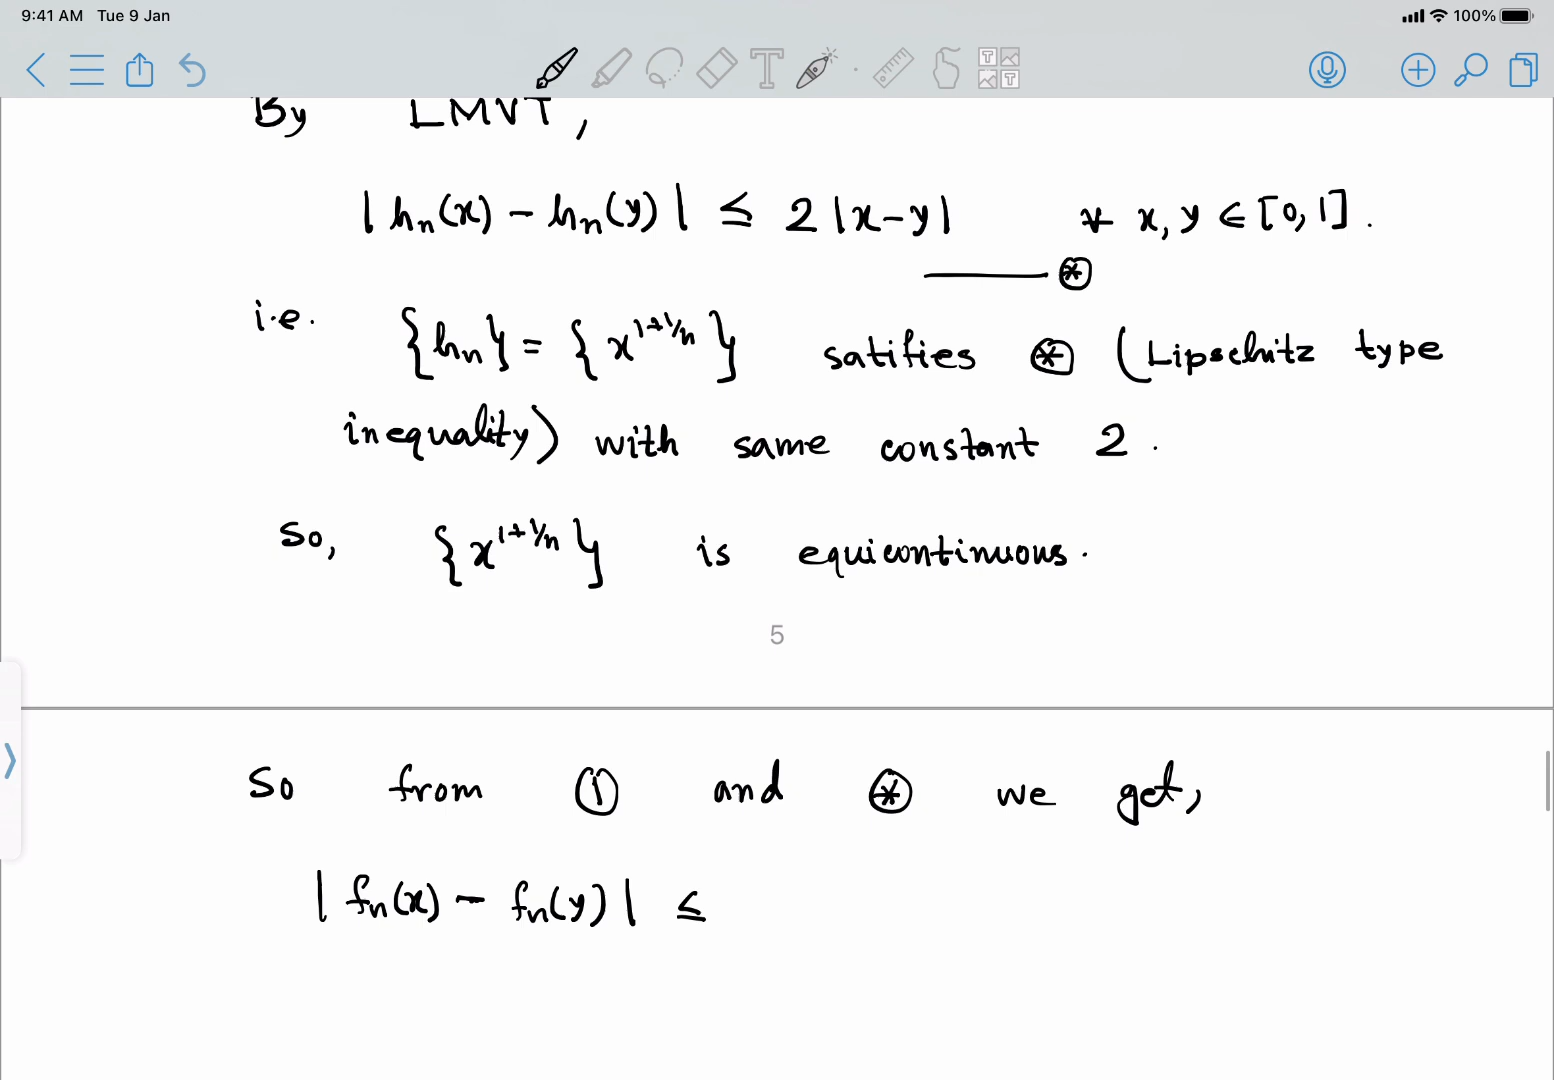 9:41 AM Tue 9 Jan 100%
By LMVT,
|hn(x) - hn(y)| ≤ 2|x-y| ∀ x, y ∈ [0, 1].
——— ⊛
i.e. {hn} = {x^{1+1/n}} satifies ⊛ (Lipschitz type
inequality) with same constant 2.
So, {x^{1+1/n}} is equicontinuous.
5
So from ① and ⊛ we get,
|fn(x) - fn(y)| ≤